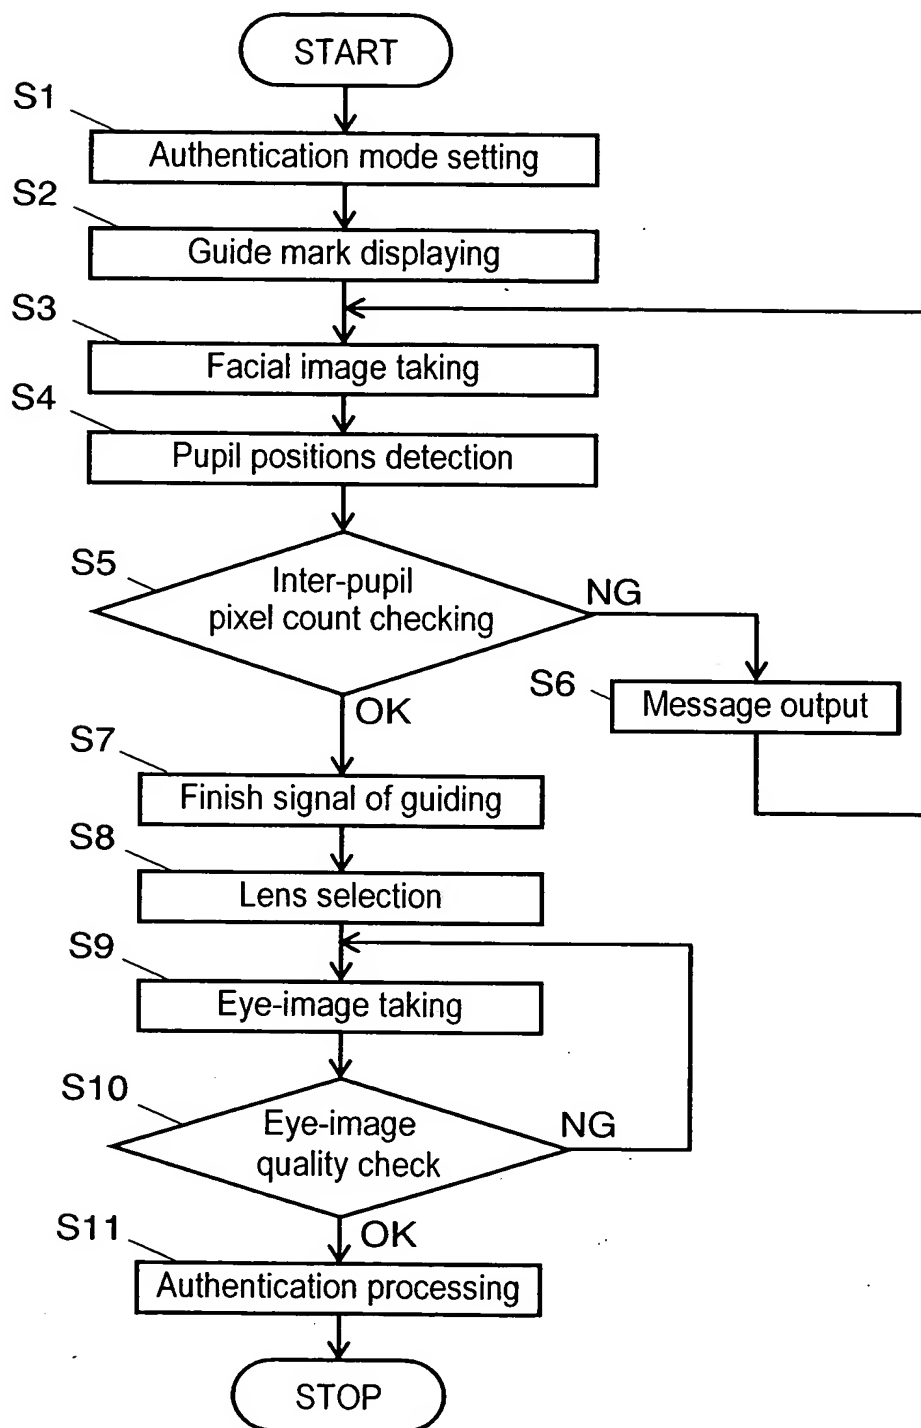 START
S1
Authentication mode setting
S2
Guide mark displaying
S3
Facial image taking
S4
Pupil positions detection
S5
Inter-pupil
pixel count checking
NG
OK
S6
Message output
S7
Finish signal of guiding
S8
Lens selection
S9
Eye-image taking
S10
Eye-image
quality check
NG
OK
S11
Authentication processing
STOP